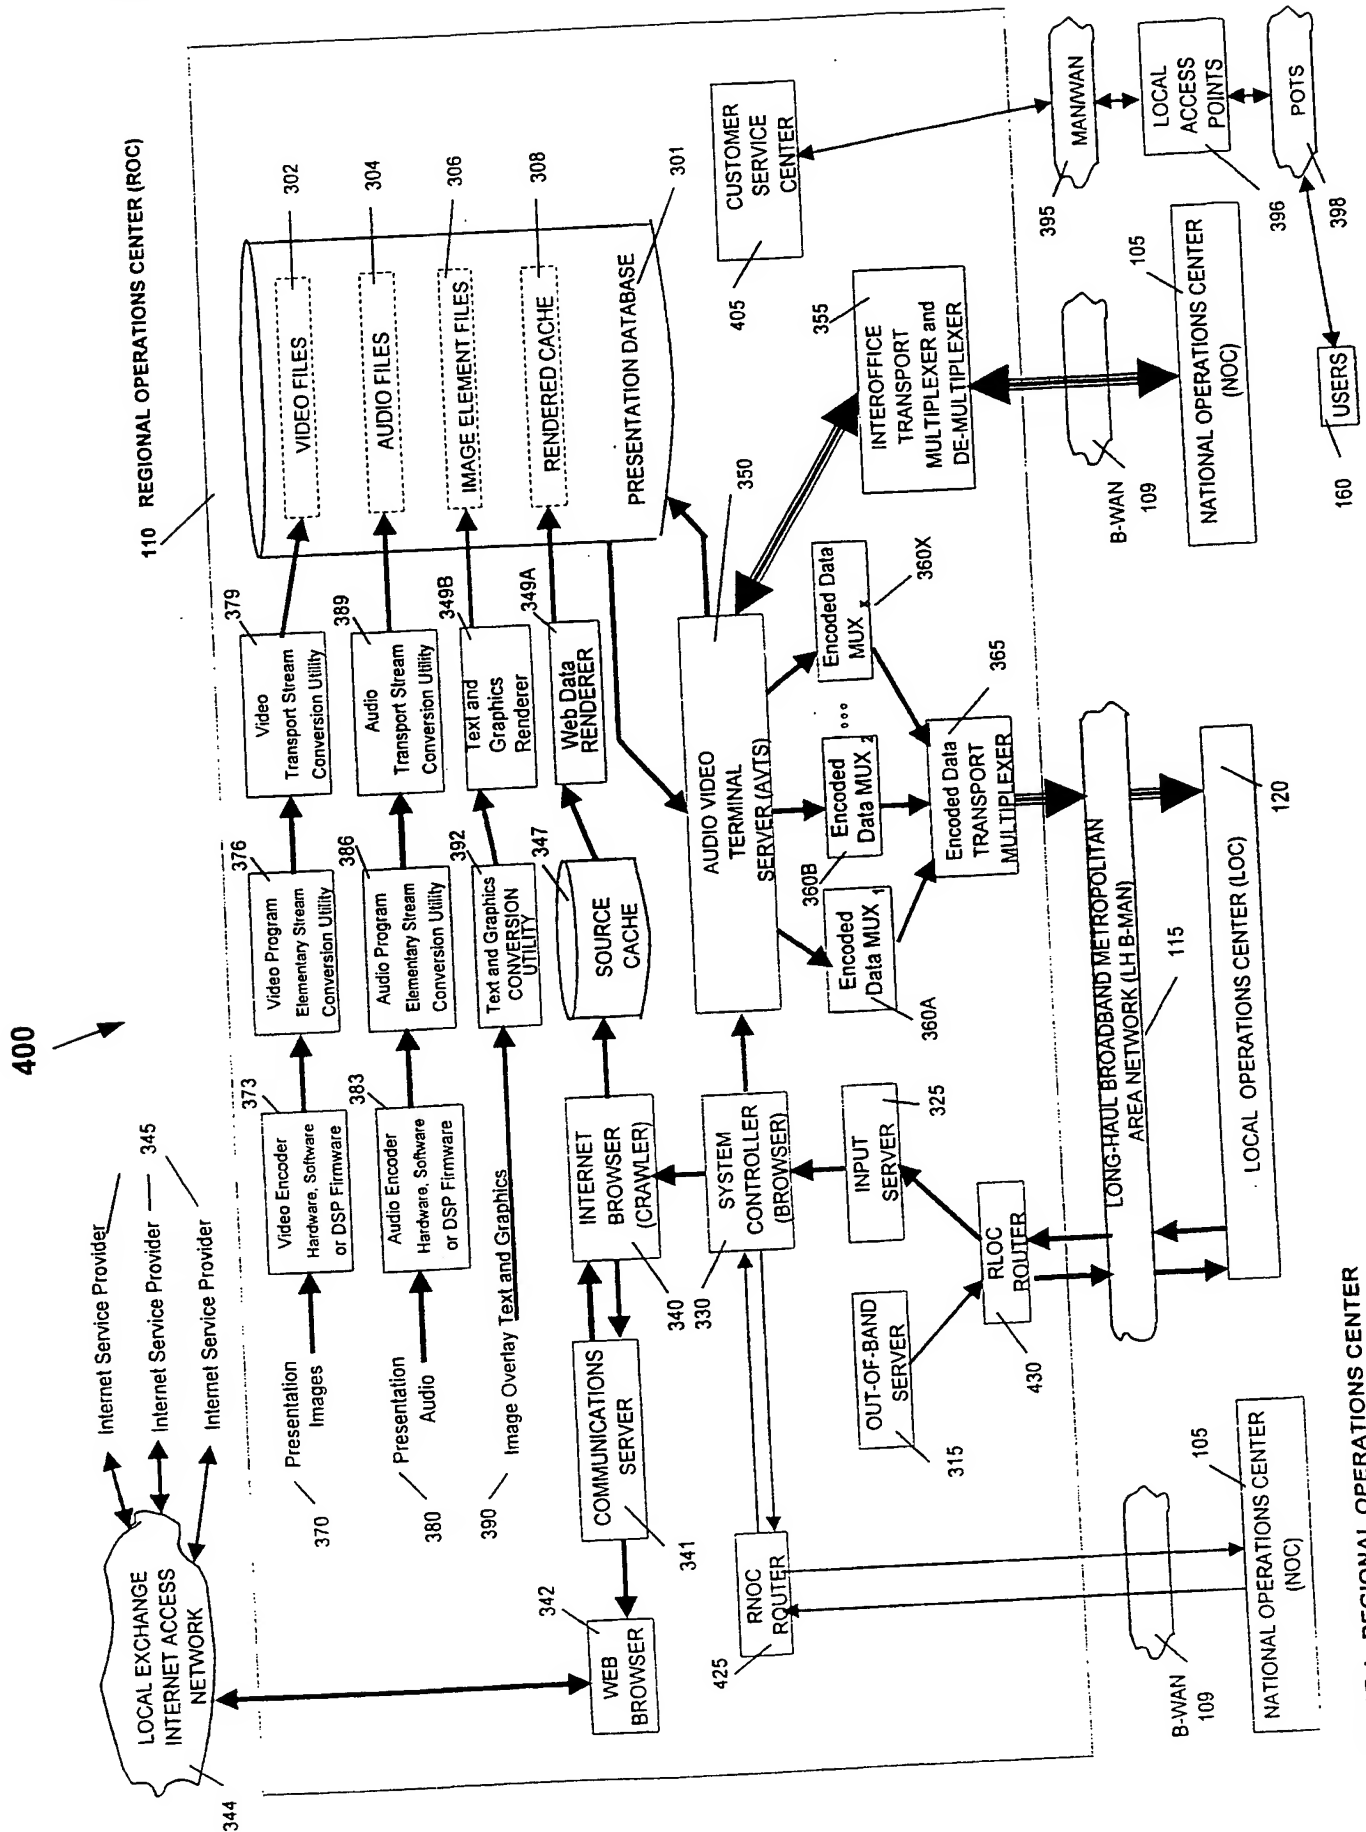 400
LOCAL EXCHANGE
INTERNET ACCESS
NETWORK
344
Internet Service Provider
Internet Service Provider
Internet Service Provider
345
110 REGIONAL OPERATIONS CENTER (ROC)
370
Presentation
Images
373
Video Encoder
Hardware, Software
or DSP Firmware
376
Video Program
Elementary Stream
Conversion Utility
379
Video
Transport Stream
Conversion Utility
VIDEO FILES
302
380
Presentation
Audio
383
Audio Encoder
Hardware, Software
or DSP Firmware
386
Audio Program
Elementary Stream
Conversion Utility
389
Audio
Transport Stream
Conversion Utility
AUDIO FILES
304
390
Image Overlay Text and Graphics
392
Text and Graphics
CONVERSION
UTILITY
349B
Text and
Graphics
Renderer
IMAGE ELEMENT FILES
306
342
WEB
BROWSER
COMMUNICATIONS
SERVER
341
INTERNET
BROWSER
(CRAWLER)
340
347
SOURCE
CACHE
349A
Web Data
RENDERER
RENDERED CACHE
308
PRESENTATION DATABASE
301
RNOC
ROUTER
425
330
SYSTEM
CONTROLLER
(BROWSER)
AUDIO VIDEO
TERMINAL
SERVER (AVTS)
350
CUSTOMER
SERVICE
CENTER
405
OUT-OF-BAND
SERVER
315
INPUT
SERVER
325
Encoded
Data MUX 1
360A
Encoded
Data MUX 2
360B
...
Encoded Data
MUX x
360X
INTEROFFICE
TRANSPORT
MULTIPLEXER and
DE-MULTIPLEXER
355
RLOC
ROUTER
430
Encoded Data
TRANSPORT
MULTIPLEXER
365
B-WAN
109
NATIONAL OPERATIONS CENTER
(NOC)
105
LONG-HAUL BROADBAND METROPOLITAN
AREA NETWORK (LH B-MAN)
115
LOCAL OPERATIONS CENTER (LOC)
120
B-WAN
109
NATIONAL OPERATIONS CENTER
(NOC)
105
MAN/WAN
395
LOCAL
ACCESS
POINTS
396
POTS
398
USERS
160
REGIONAL OPERATIONS CENTER